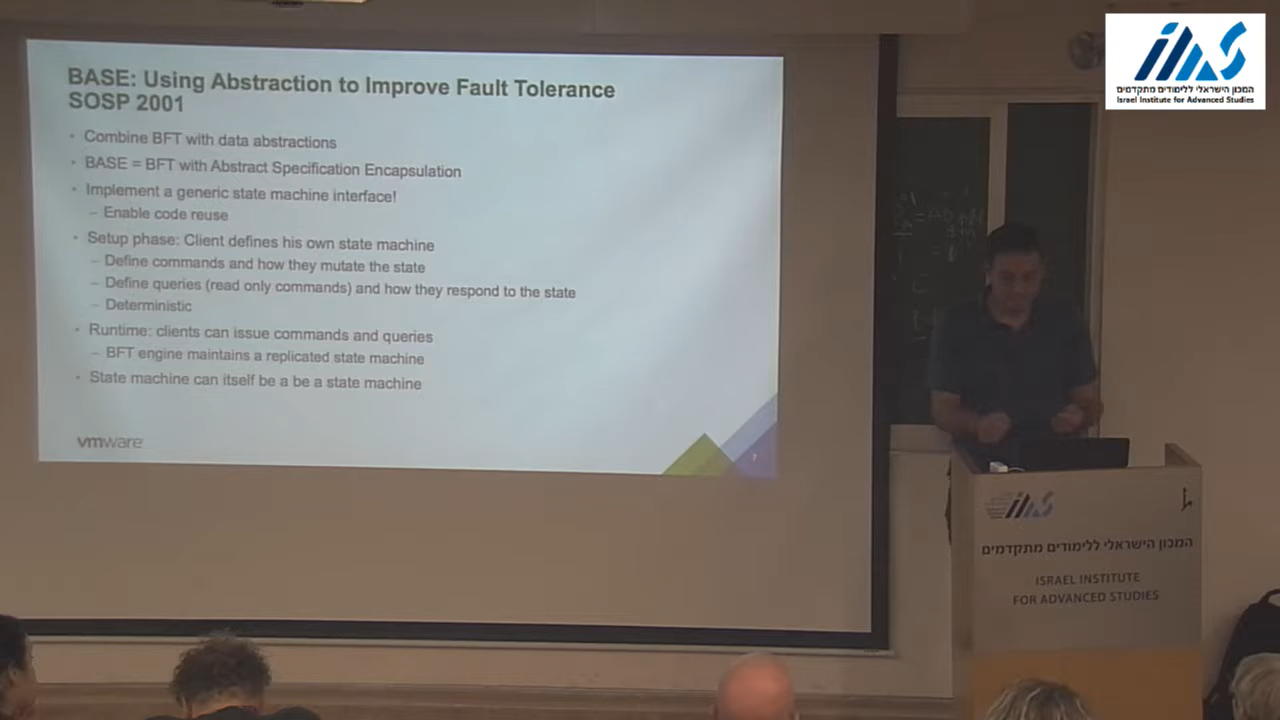 BASE: Using Abstraction to Improve Fault Tolerance
SOSP 2001
• Combine BFT with data abstractions
• BASE = BFT with Abstract Specification Encapsulation
• Implement a generic state machine interface!
– Enable code reuse
• Setup phase: Client defines his own state machine
– Define commands and how they mutate the state
– Define queries (read only commands) and how they respond to the state
– Deterministic
• Runtime: clients can issue commands and queries
– BFT engine maintains a replicated state machine
• State machine can itself be a be a state machine
vmware
7
המכון הישראלי ללימודים מתקדמים
Israel Institute for Advanced Studies
המכון הישראלי ללימודים מתקדמים
ISRAEL INSTITUTE
FOR ADVANCED STUDIES